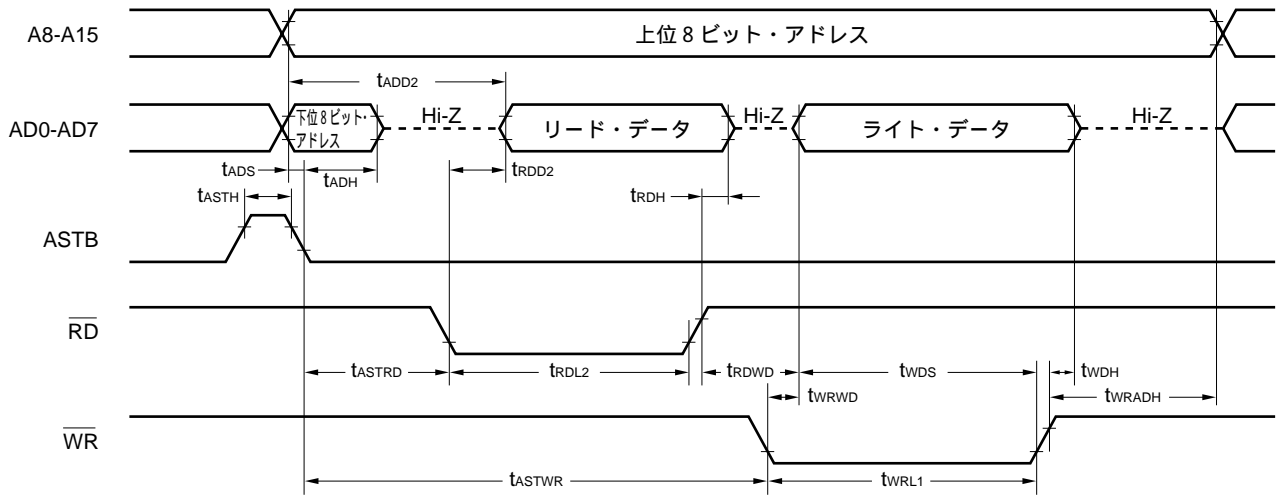 A8-A15
上位8ビット・アドレス
tADD2
AD0-AD7
下位8ビット・
アドレス
Hi-Z
リード・データ
Hi-Z
ライト・データ
Hi-Z
tADS
tADH
tRDD2
tASTH
tRDH
ASTB
RD
tASTRD
tRDL2
tRDWD
tWDS
tWDH
tWRWD
tWRADH
WR
tASTWR
tWRL1